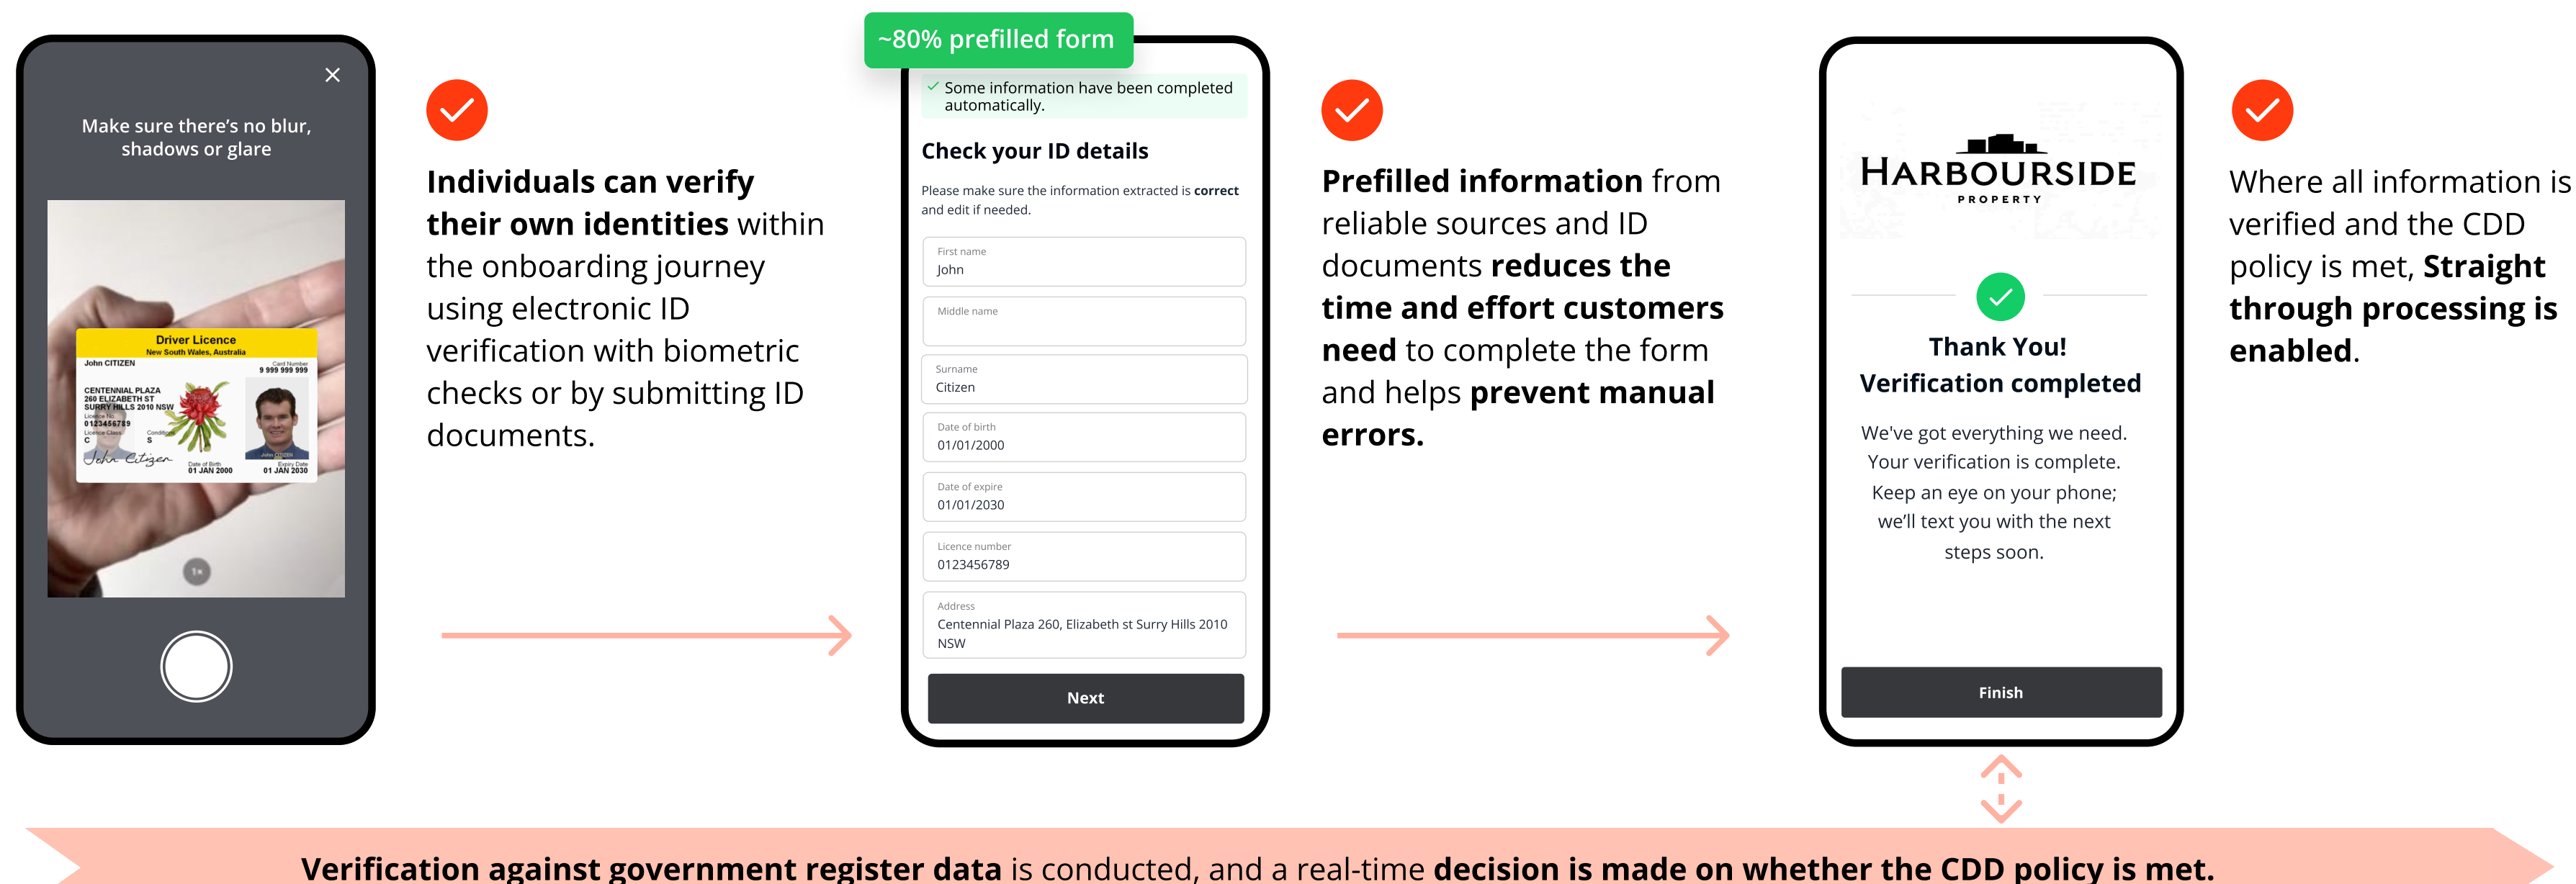 Make sure there's no blur,
shadows or glare
Driver Licence
New South Wales, Australia
John CITIZEN
Card Number
9 999 999 999
CENTENNIAL PLAZA
260 ELIZABETH ST
SURRY HILLS 2010 NSW
Licence No.
0123456789
Licence Class
C
Conditions
S
John Citizen
Date of Birth
01 JAN 2000
John CITIZEN
Expiry Date
01 JAN 2030
1×
Individuals can verify
their own identities within
the onboarding journey
using electronic ID
verification with biometric
checks or by submitting ID
documents.
~80% prefilled form
Some information have been completed
automatically.
Check your ID details
Please make sure the information extracted is correct
and edit if needed.
First name
John
Middle name
Surname
Citizen
Date of birth
01/01/2000
Date of expire
01/01/2030
Licence number
0123456789
Address
Centennial Plaza 260, Elizabeth st Surry Hills 2010
NSW
Next
Prefilled information from
reliable sources and ID
documents reduces the
time and effort customers
need to complete the form
and helps prevent manual
errors.
HARBOURSIDE
PROPERTY
Thank You!
Verification completed
We've got everything we need.
Your verification is complete.
Keep an eye on your phone;
we'll text you with the next
steps soon.
Finish
Where all information is
verified and the CDD
policy is met, Straight
through processing is
enabled.
Verification against government register data is conducted, and a real-time decision is made on whether the CDD policy is met.